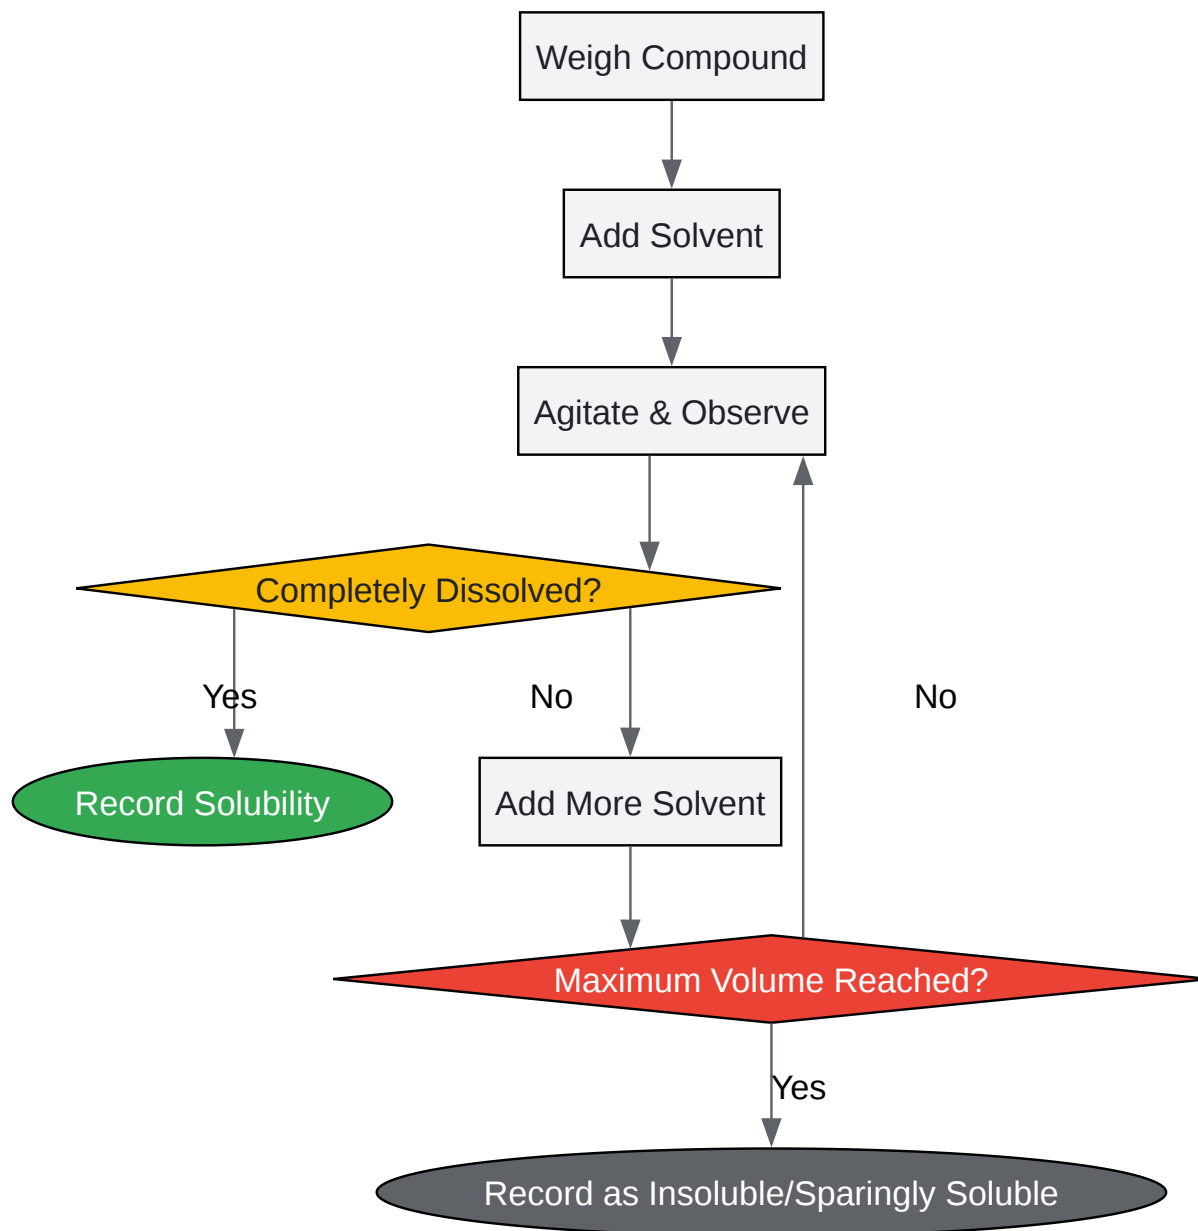 Weigh Compound
Add Solvent
Agitate & Observe
Completely Dissolved?
Yes
No
No
Record Solubility
Add More Solvent
Maximum Volume Reached?
Yes
Record as Insoluble/Sparingly Soluble